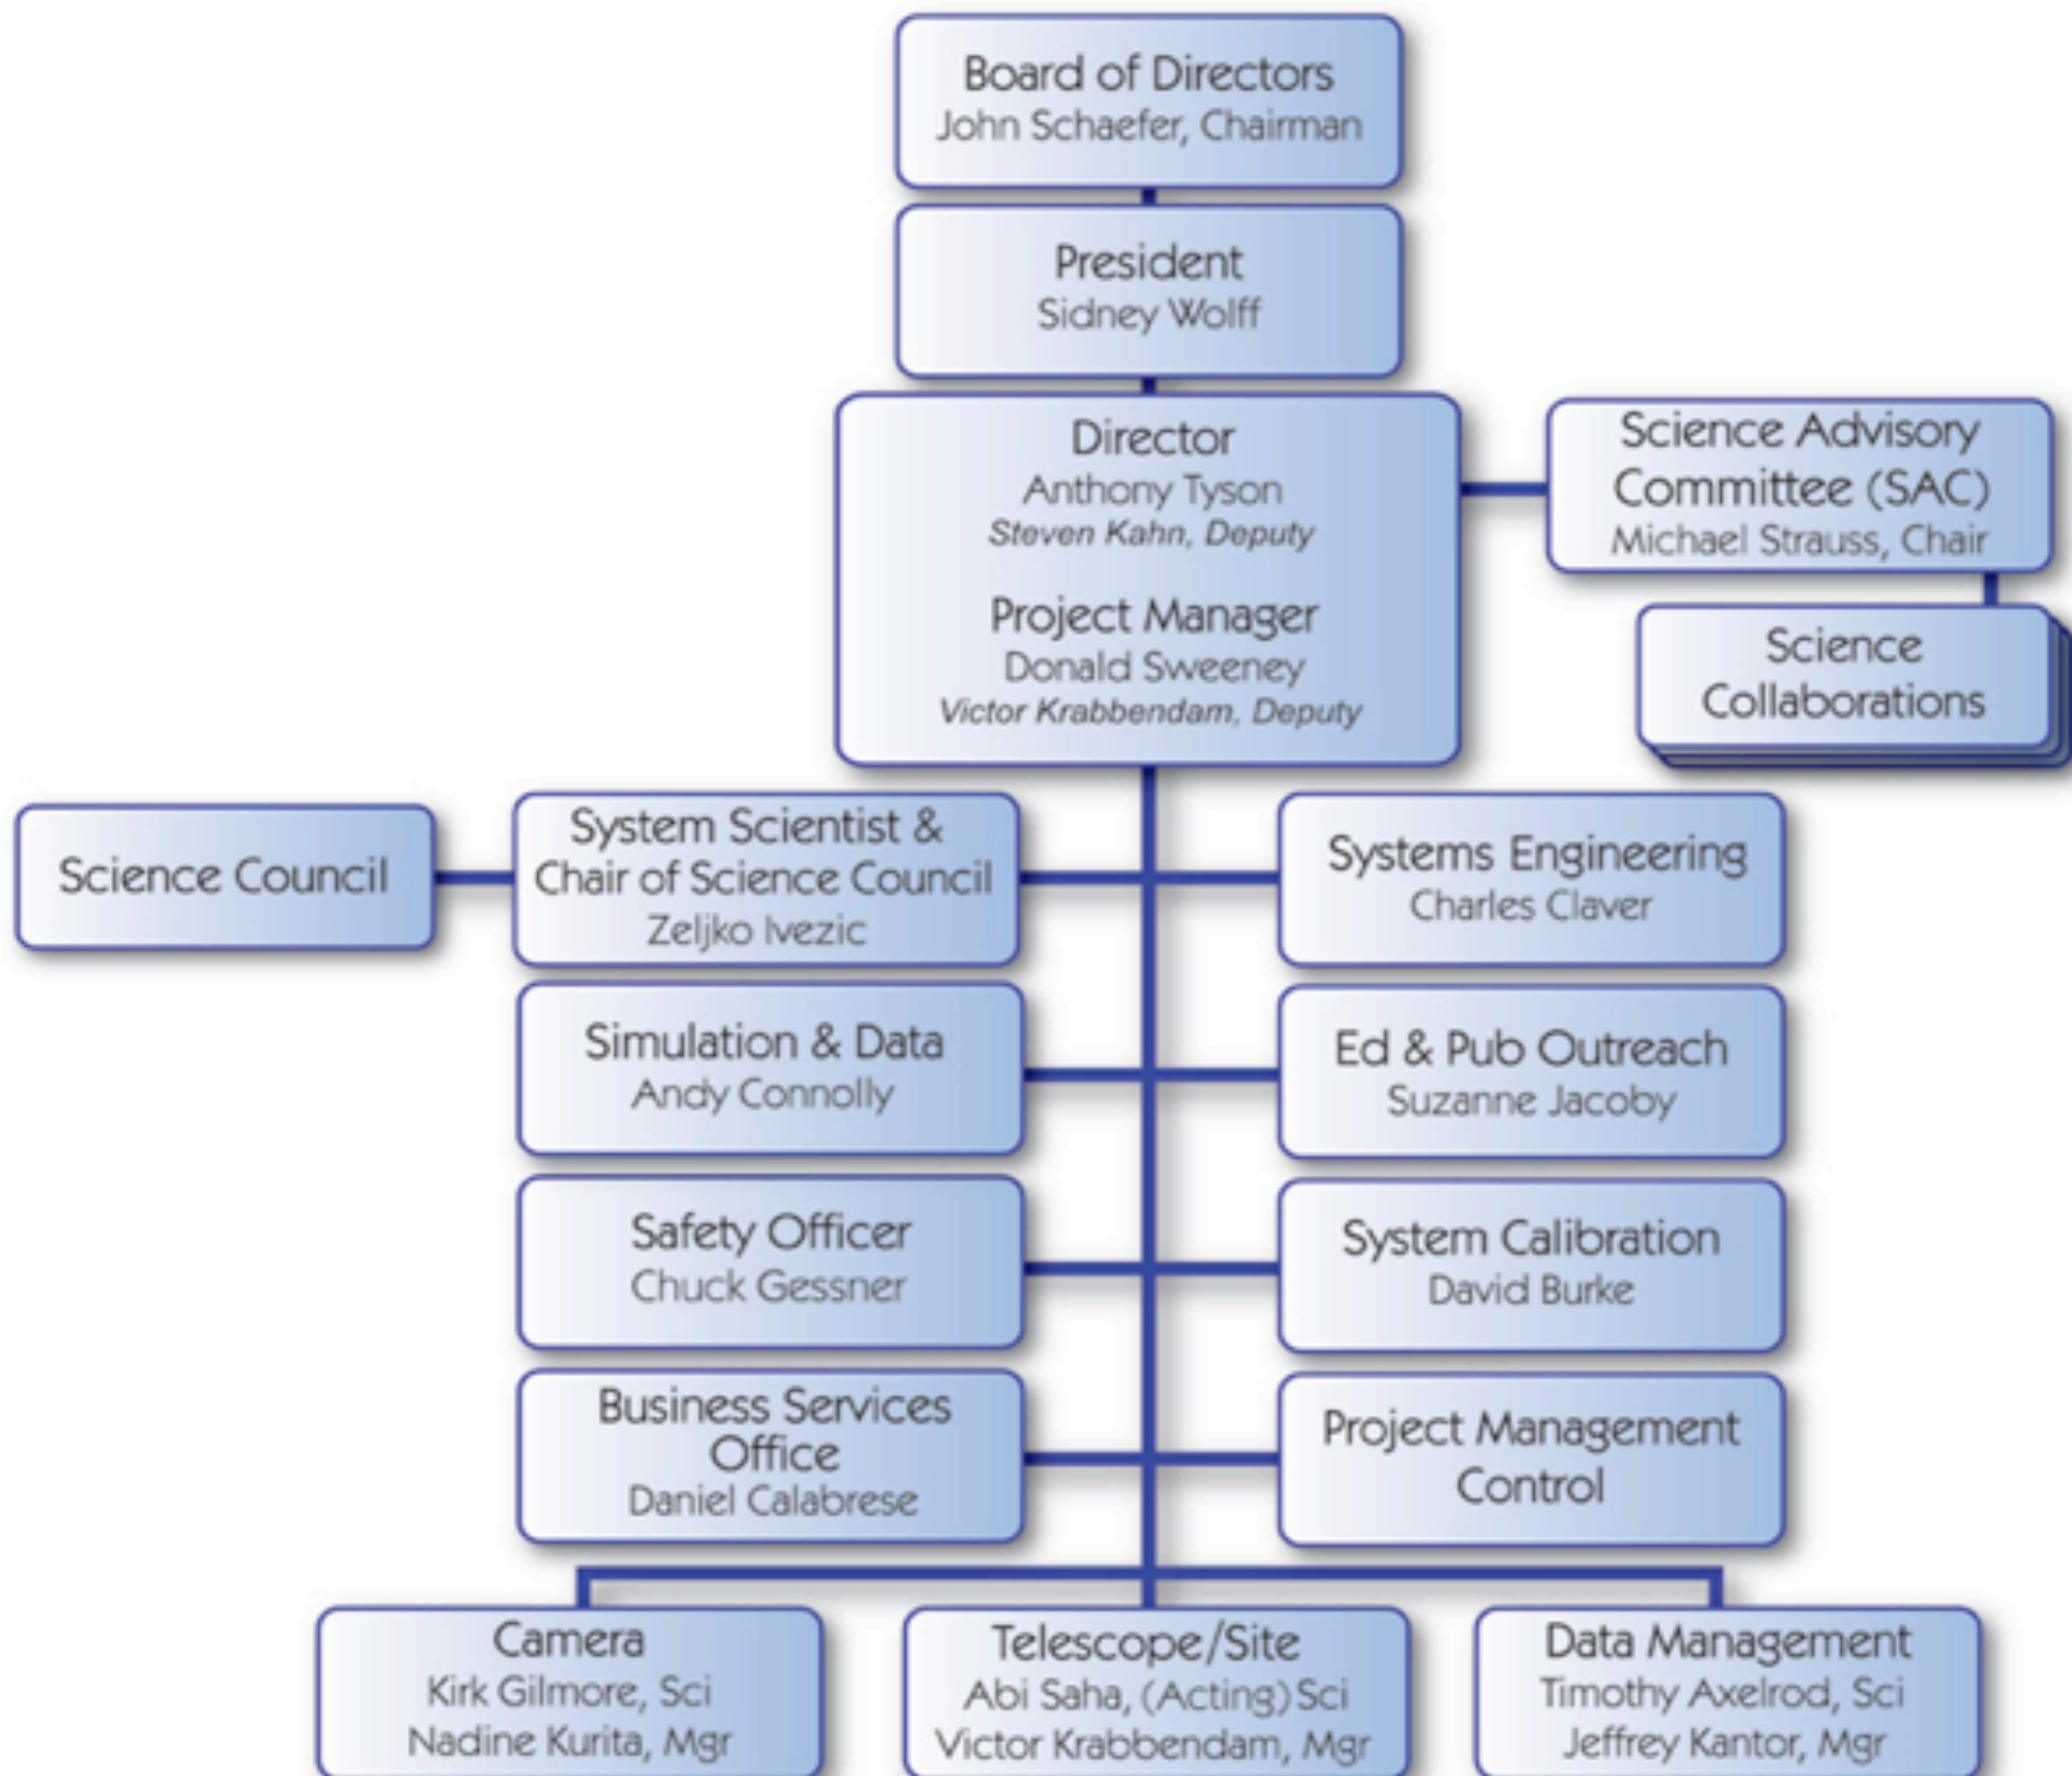 Board of Directors
John Schaefer, Chairman
President
Sidney Wolff
Director
Anthony Tyson
Steven Kahn, Deputy
Project Manager
Donald Sweeney
Victor Krabbendam, Deputy
Science Advisory
Committee (SAC)
Michael Strauss, Chair
Science
Collaborations
Science Council
System Scientist &
Chair of Science Council
Zeljko Ivezic
Systems Engineering
Charles Claver
Simulation & Data
Andy Connolly
Ed & Pub Outreach
Suzanne Jacoby
Safety Officer
Chuck Gessner
System Calibration
David Burke
Business Services
Office
Daniel Calabrese
Project Management
Control
Camera
Kirk Gilmore, Sci
Nadine Kurita, Mgr
Telescope/Site
Abi Saha, (Acting) Sci
Victor Krabbendam, Mgr
Data Management
Timothy Axelrod, Sci
Jeffrey Kantor, Mgr